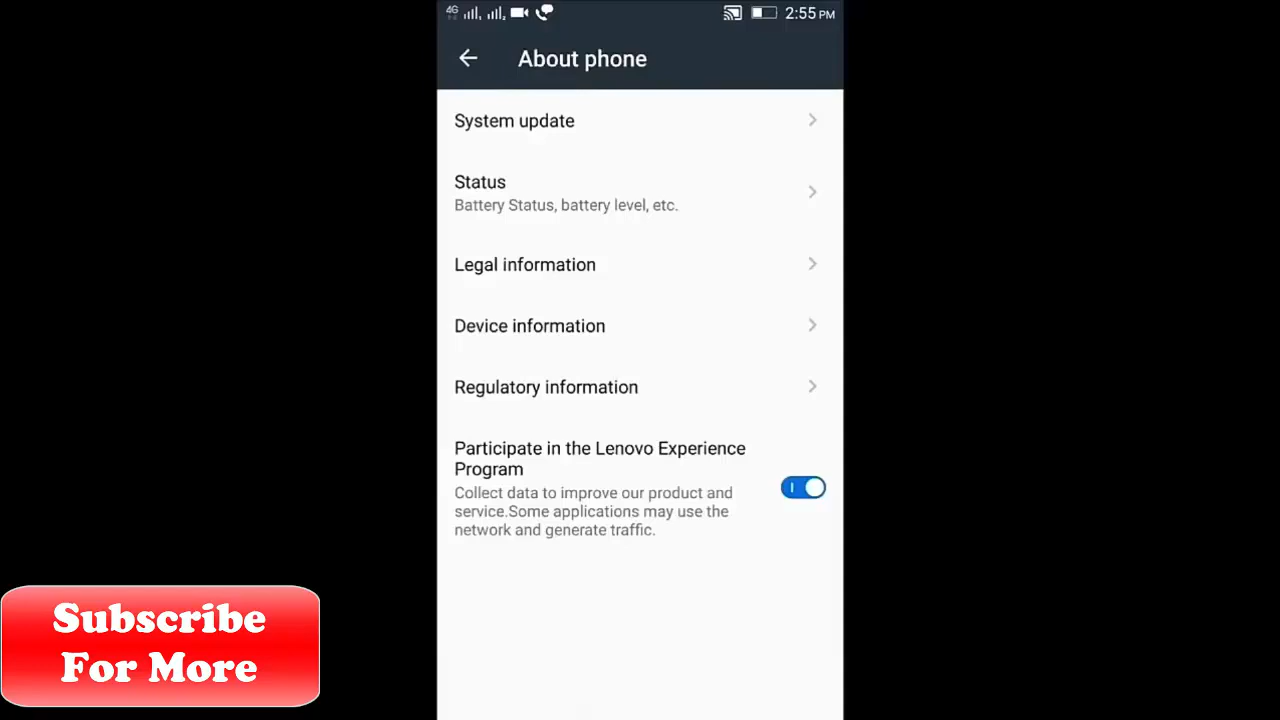 4G 2:55 PM
About phone
System update
Status
Battery Status, battery level, etc.
Legal information
Device information
Regulatory information
Participate in the Lenovo Experience
Program
Collect data to improve our product and
service.Some applications may use the
network and generate traffic.
Subscribe
For More